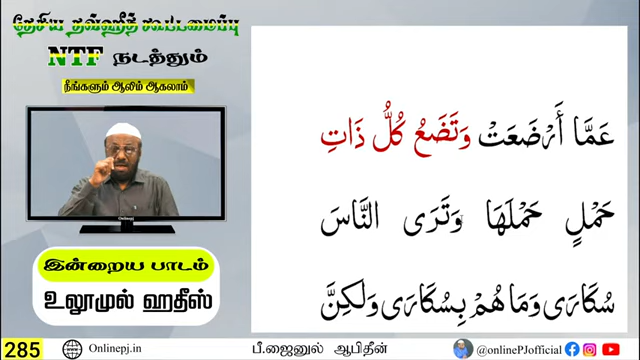 தேசிய தவ்ஹீத் கூட்டமைப்பு
NTF நடத்தும்
நீங்களும் ஆலிம் ஆகலாம்
Onlinepj
இன்றைய பாடம்
உலூமுல் ஹதீஸ்
عَمَّا أَرْضَعَتْ وَتَضَعُ كُلُّ ذَاتِ
حَمْلٍ حَمْلَهَا وَتَرَى النَّاسَ
سُكَارَى وَمَا هُمْ بِسُكَارَى وَلَكِنَّ
285 Onlinepj.in பீ.ஜைனுல் ஆபிதீன் @onlinePJofficial